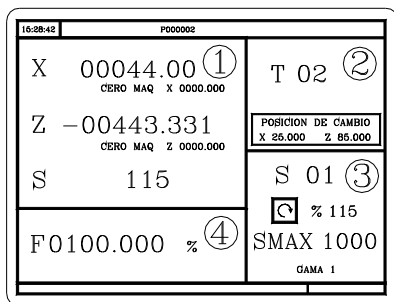 15:28:42 P000002
X 00044.00 1
CERO MAQ X 0000.000
Z -00443.331
CERO MAQ Z 0000.000
S 115
F0100.000 % 4
T 02 2
POSICION DE CAMBIO
X 25.000 Z 85.000
S 01 3
% 115
SMAX 1000
GAMA 1